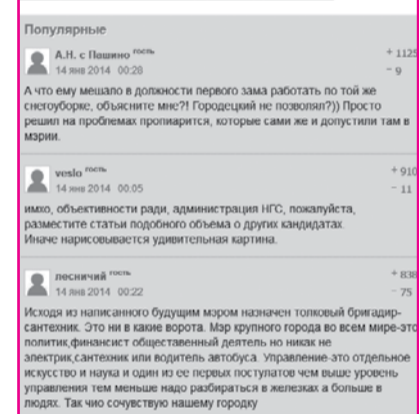 Популярные
А.Н. с Пашино гость + 1125
14 янв 2014 00:28 - 9
А что ему мешало в должности первого зама работать по той же
снегоуборке, объясните мне?! Городецкий не позволял?)) Просто
решил на проблемах пропиарится, которые сами же и допустили там в
мэрии.
veslo гость + 910
14 янв 2014 00:05 - 11
имхо, объективности ради, администрация НГС, пожалуйста,
разместите статьи подобного объема о других кандидатах.
Иначе нарисовывается удивительная картина.
лесничий гость + 838
14 янв 2014 00:22 - 75
Исходя из написанного будущим мэром назначен толковый бригадир-
сантехник. Это ни в какие ворота. Мэр крупного города во всем мире-это
политик,финансист общественный деятель но никак не
электрик,сантехник или водитель автобуса. Управление-это отдельное
искусство и наука и один из ее первых постулатов чем выше уровень
управления тем меньше надо разбираться в железках а больше в
людях. Так чио сочувствую нашему городку